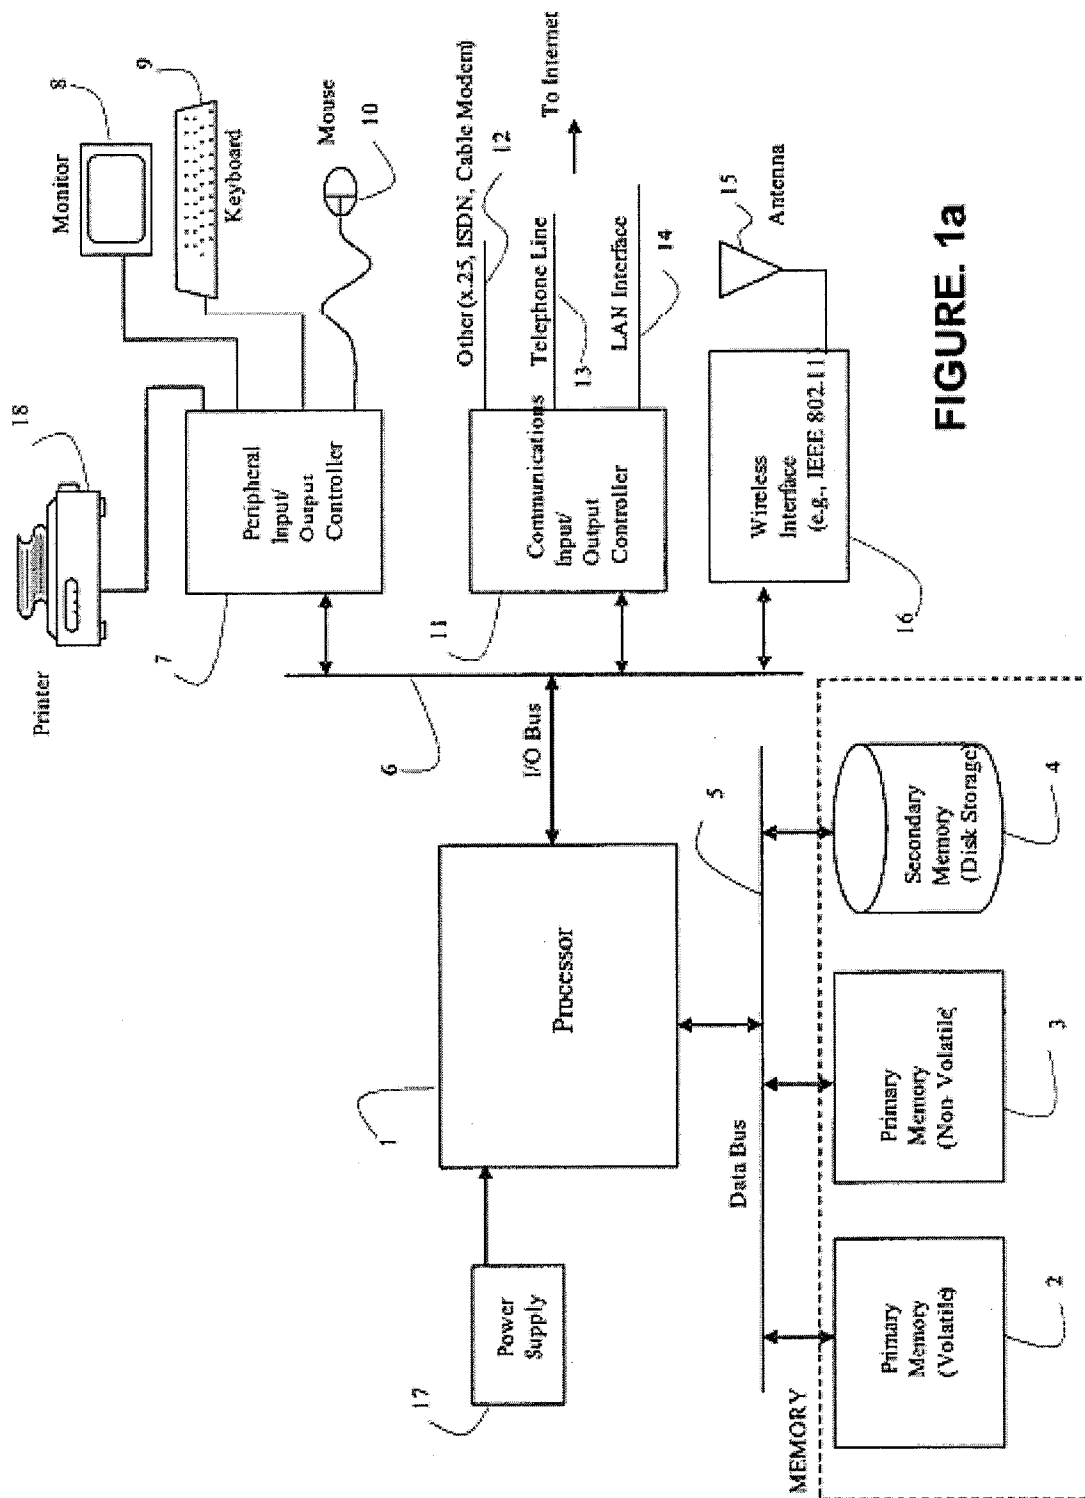 Printer
18
Monitor
8
9
Keyboard
Mouse
10
7
Peripheral
Input/
Output
Controller
Other (x.25, ISDN, Cable Modem)
12
Telephone Line
13
To Internet
LAN Interface
14
11
Communications
Input/
Output
Controller
15
Antenna
Wireless
Interface
(e.g., IEEE 802.11)
16
6
I/O Bus
1
Processor
5
Data Bus
17
Power
Supply
MEMORY
Primary
Memory
(Volatile)
2
Primary
Memory
(Non- Volatile)
3
Secondary
Memory
(Disk Storage)
4
FIGURE. 1a